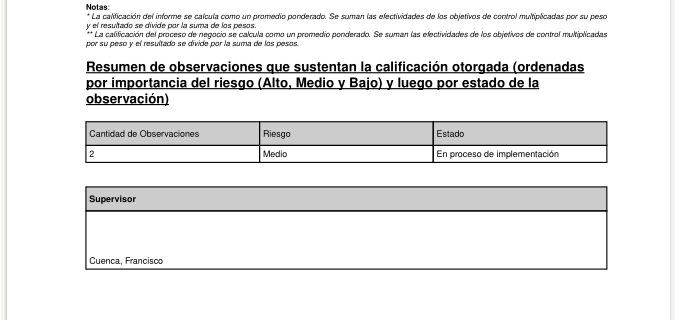 Notas:
* La calificación del informe se calcula como un promedio ponderado. Se suman las efectividades de los objetivos de control multiplicadas por su peso
y el resultado se divide por la suma de los pesos.
** La calificación del proceso de negocio se calcula como un promedio ponderado. Se suman las efectividades de los objetivos de control multiplicadas
por su peso y el resultado se divide por la suma de los pesos.
Resumen de observaciones que sustentan la calificación otorgada (ordenadas
por importancia del riesgo (Alto, Medio y Bajo) y luego por estado de la
observación)
Cantidad de Observaciones Riesgo Estado
2 Medio En proceso de implementación
Supervisor
Cuenca, Francisco